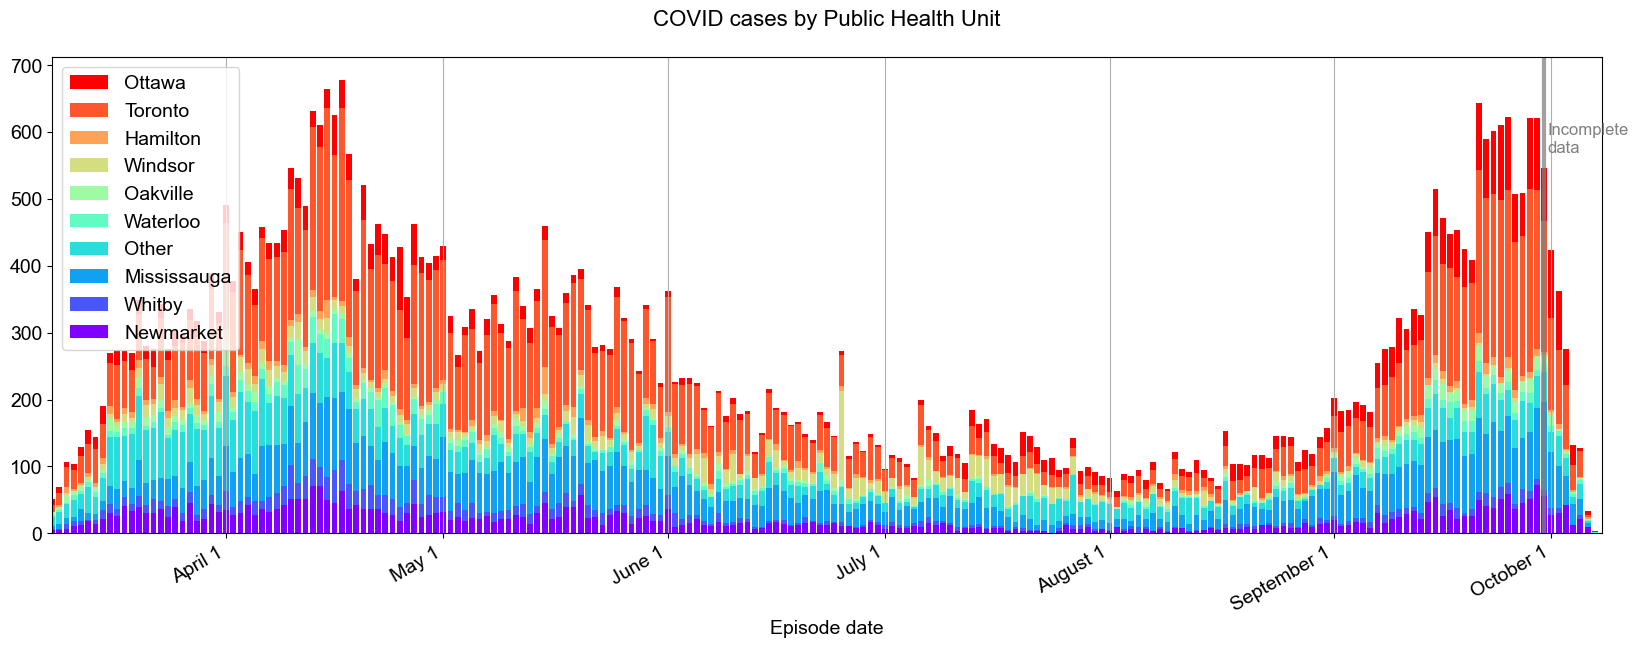 COVID cases by Public Health Unit
700
600
500
400
300
200
100
0
Ottawa
Toronto
Hamilton
Windsor
Oakville
Waterloo
Other
Mississauga
Whitby
Newmarket
Incomplete
data
April 1
May 1
June 1
July 1
August 1
September 1
October 1
Episode date